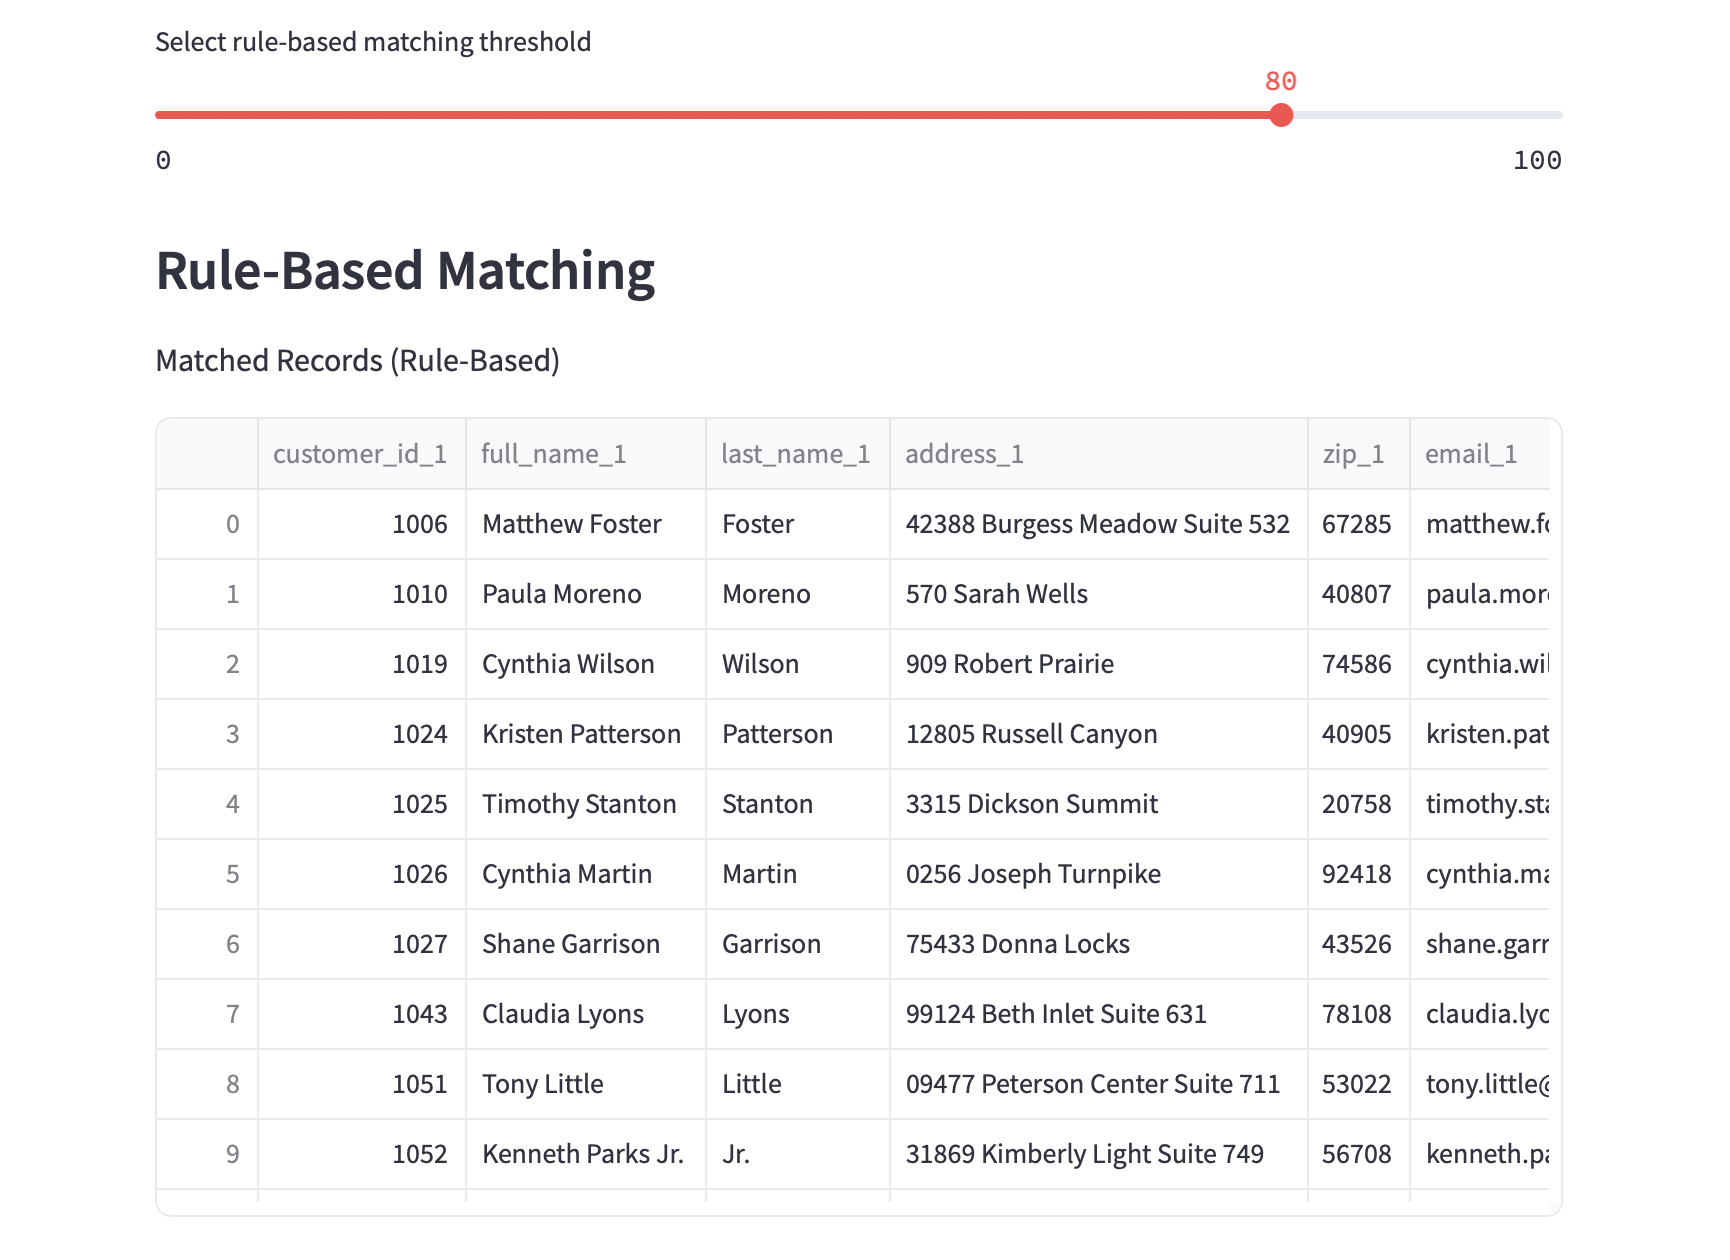 Select rule-based matching threshold
80
0 100
Rule-Based Matching
Matched Records (Rule-Based)
customer_id_1 full_name_1 last_name_1 address_1 zip_1 email_1
0 1006 Matthew Foster Foster 42388 Burgess Meadow Suite 532 67285 matthew.fo
1 1010 Paula Moreno Moreno 570 Sarah Wells 40807 paula.mor
2 1019 Cynthia Wilson Wilson 909 Robert Prairie 74586 cynthia.wil
3 1024 Kristen Patterson Patterson 12805 Russell Canyon 40905 kristen.pat
4 1025 Timothy Stanton Stanton 3315 Dickson Summit 20758 timothy.sta
5 1026 Cynthia Martin Martin 0256 Joseph Turnpike 92418 cynthia.ma
6 1027 Shane Garrison Garrison 75433 Donna Locks 43526 shane.garr
7 1043 Claudia Lyons Lyons 99124 Beth Inlet Suite 631 78108 claudia.lyo
8 1051 Tony Little Little 09477 Peterson Center Suite 711 53022 tony.little@
9 1052 Kenneth Parks Jr. Jr. 31869 Kimberly Light Suite 749 56708 kenneth.pa